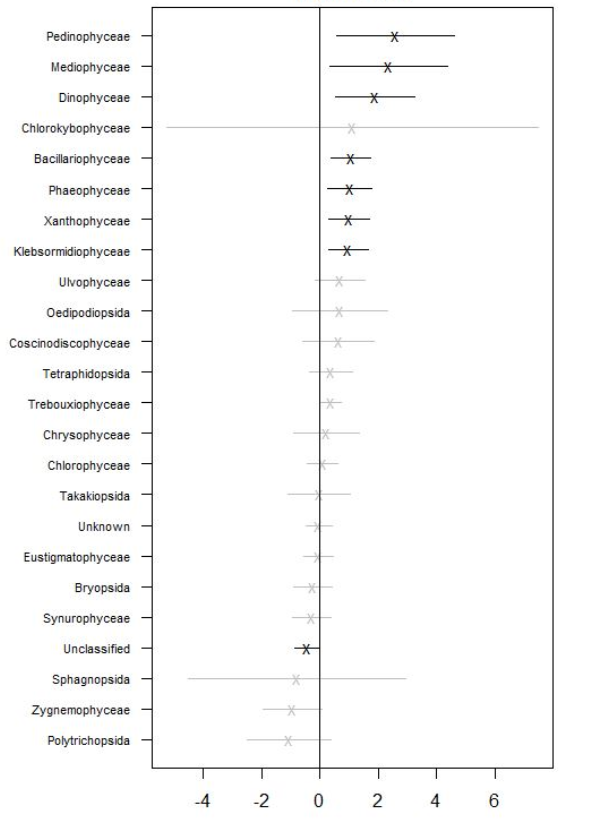 Pedinophyceae
Mediophyceae
Dinophyceae
Chlorokybophyceae
Bacillariophyceae
Phaeophyceae
Xanthophyceae
Klebsormidiophyceae
Ulvophyceae
Oedipodiopsida
Coscinodiscophyceae
Tetraphidopsida
Trebouxiophyceae
Chrysophyceae
Chlorophyceae
Takakiopsida
Unknown
Eustigmatophyceae
Bryopsida
Synurophyceae
Unclassified
Sphagnopsida
Zygnemophyceae
Polytrichopsida
-4 -2 0 2 4 6